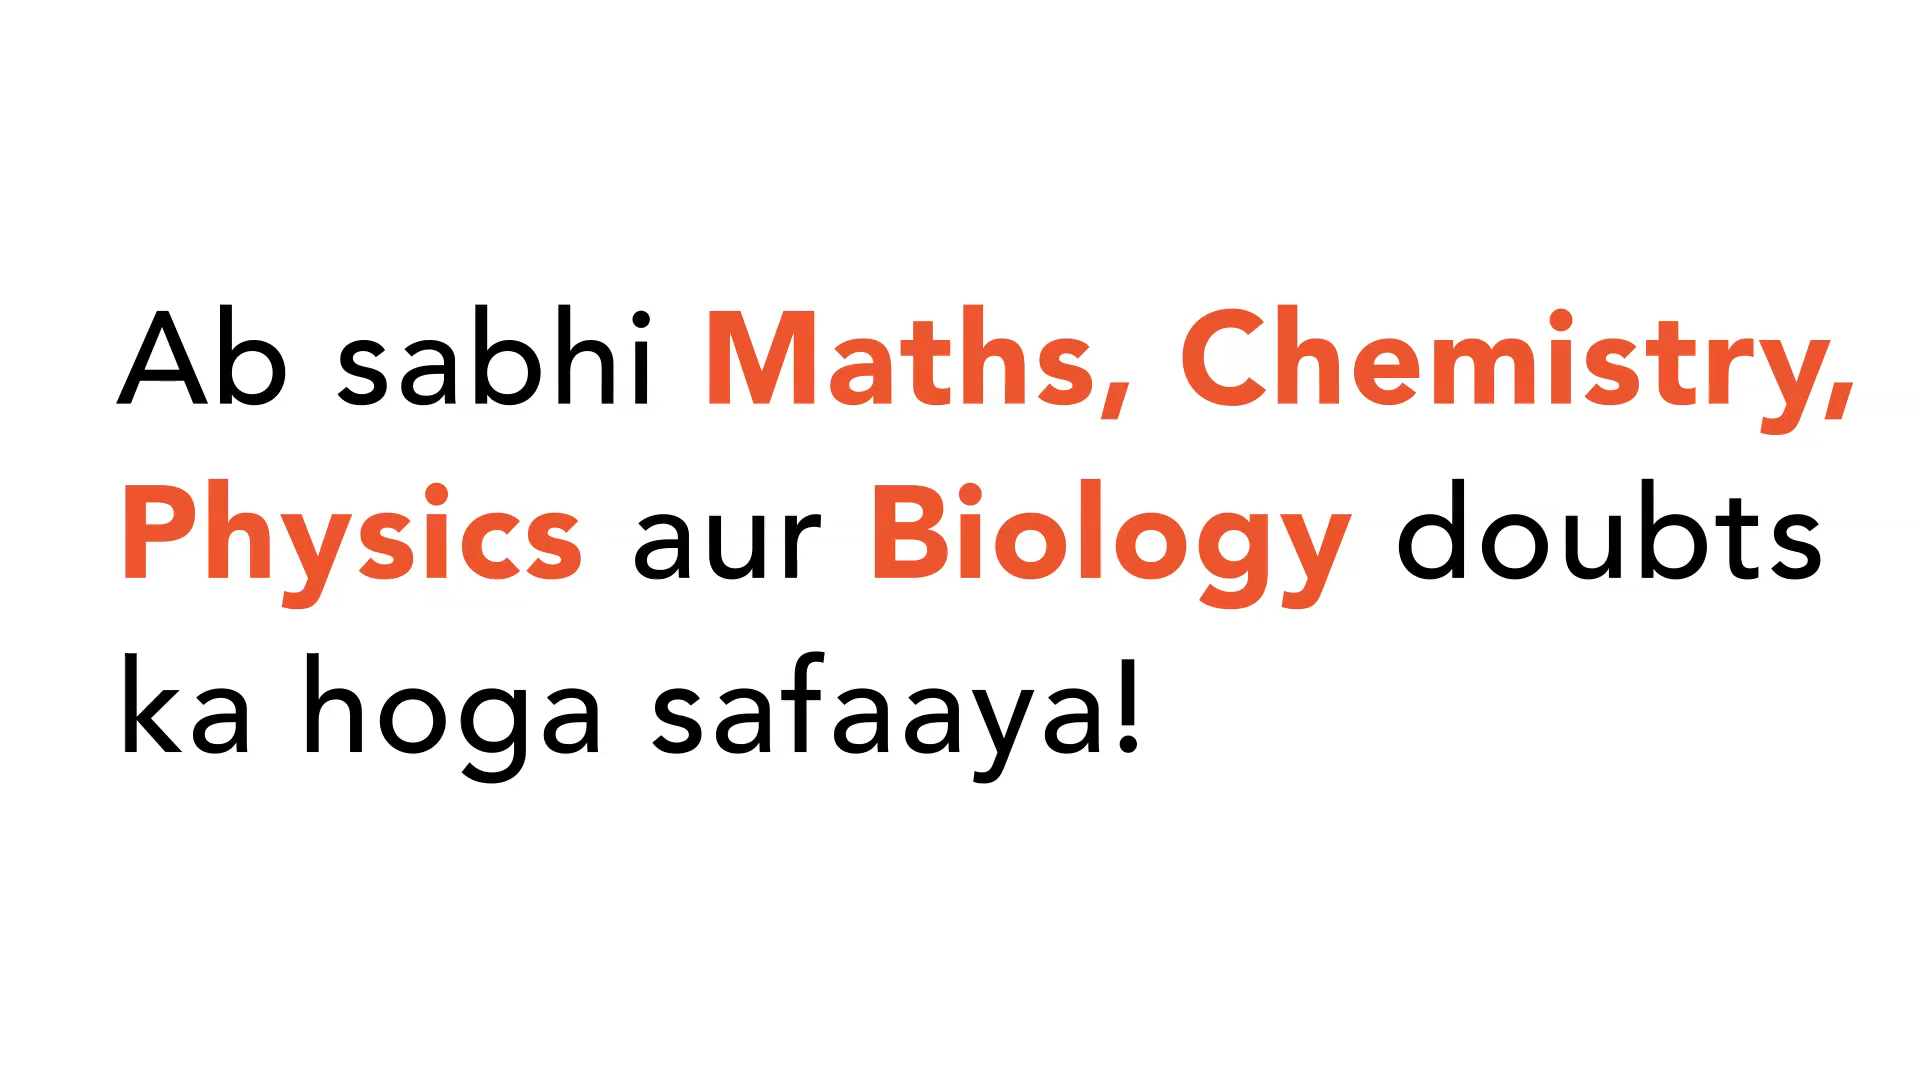 Ab sabhi Maths, Chemistry,
Physics aur Biology doubts
ka hoga safaaya!